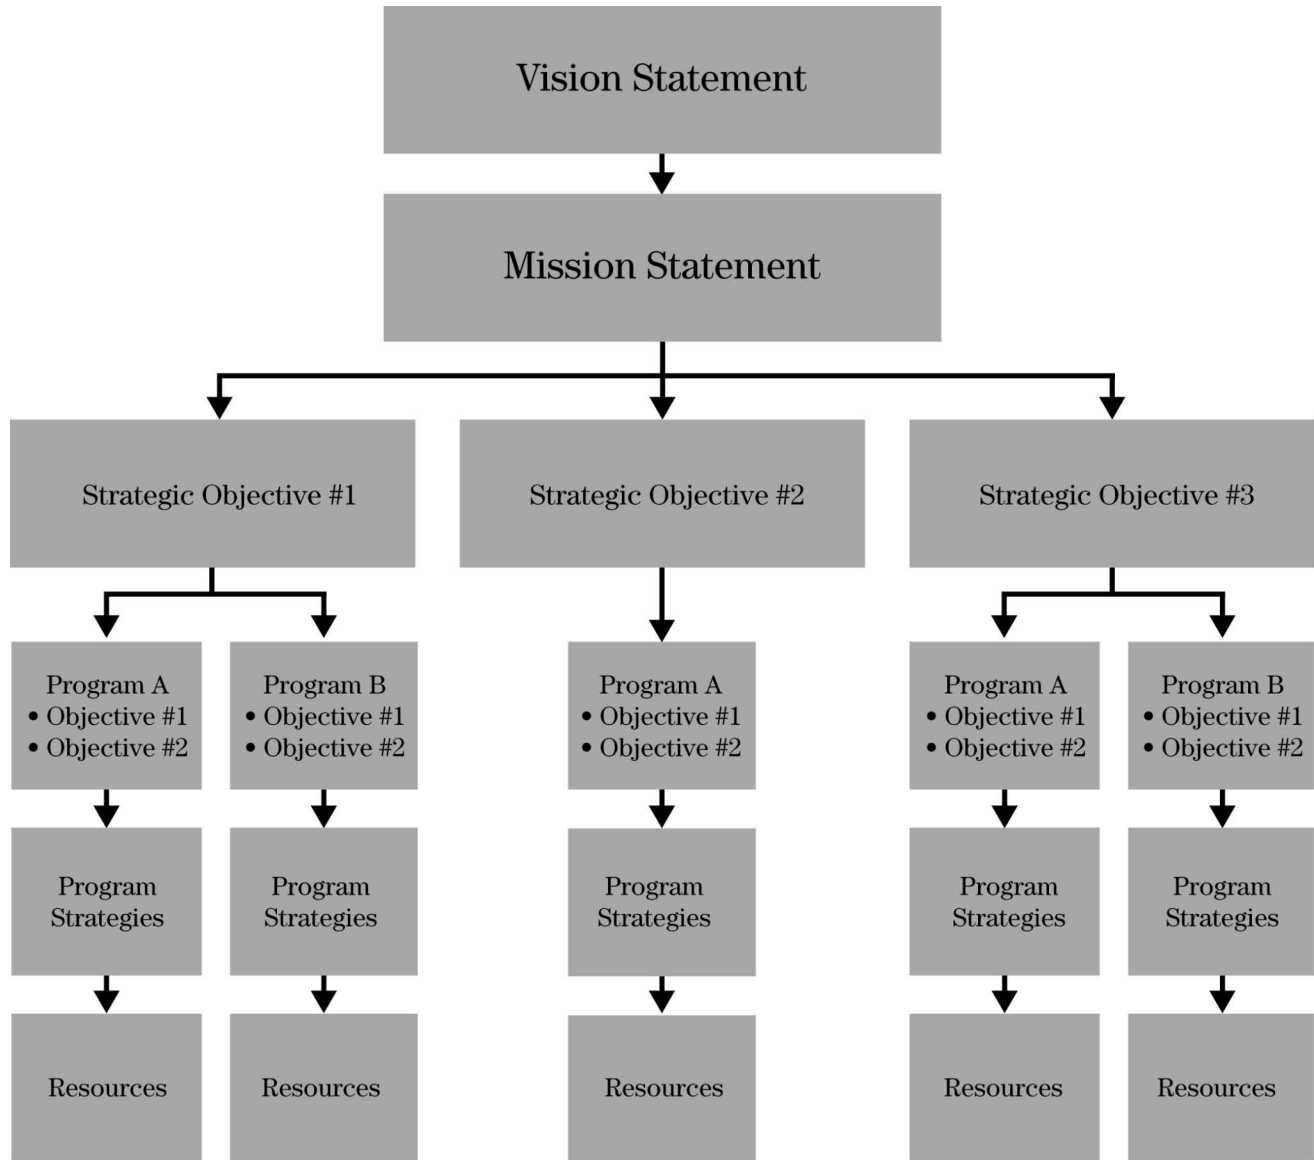 Vision Statement
Mission Statement
Strategic Objective #1
Strategic Objective #2
Strategic Objective #3
Program A
• Objective #1
• Objective #2
Program B
• Objective #1
• Objective #2
Program A
• Objective #1
• Objective #2
Program A
• Objective #1
• Objective #2
Program B
• Objective #1
• Objective #2
Program
Strategies
Program
Strategies
Program
Strategies
Program
Strategies
Program
Strategies
Resources
Resources
Resources
Resources
Resources